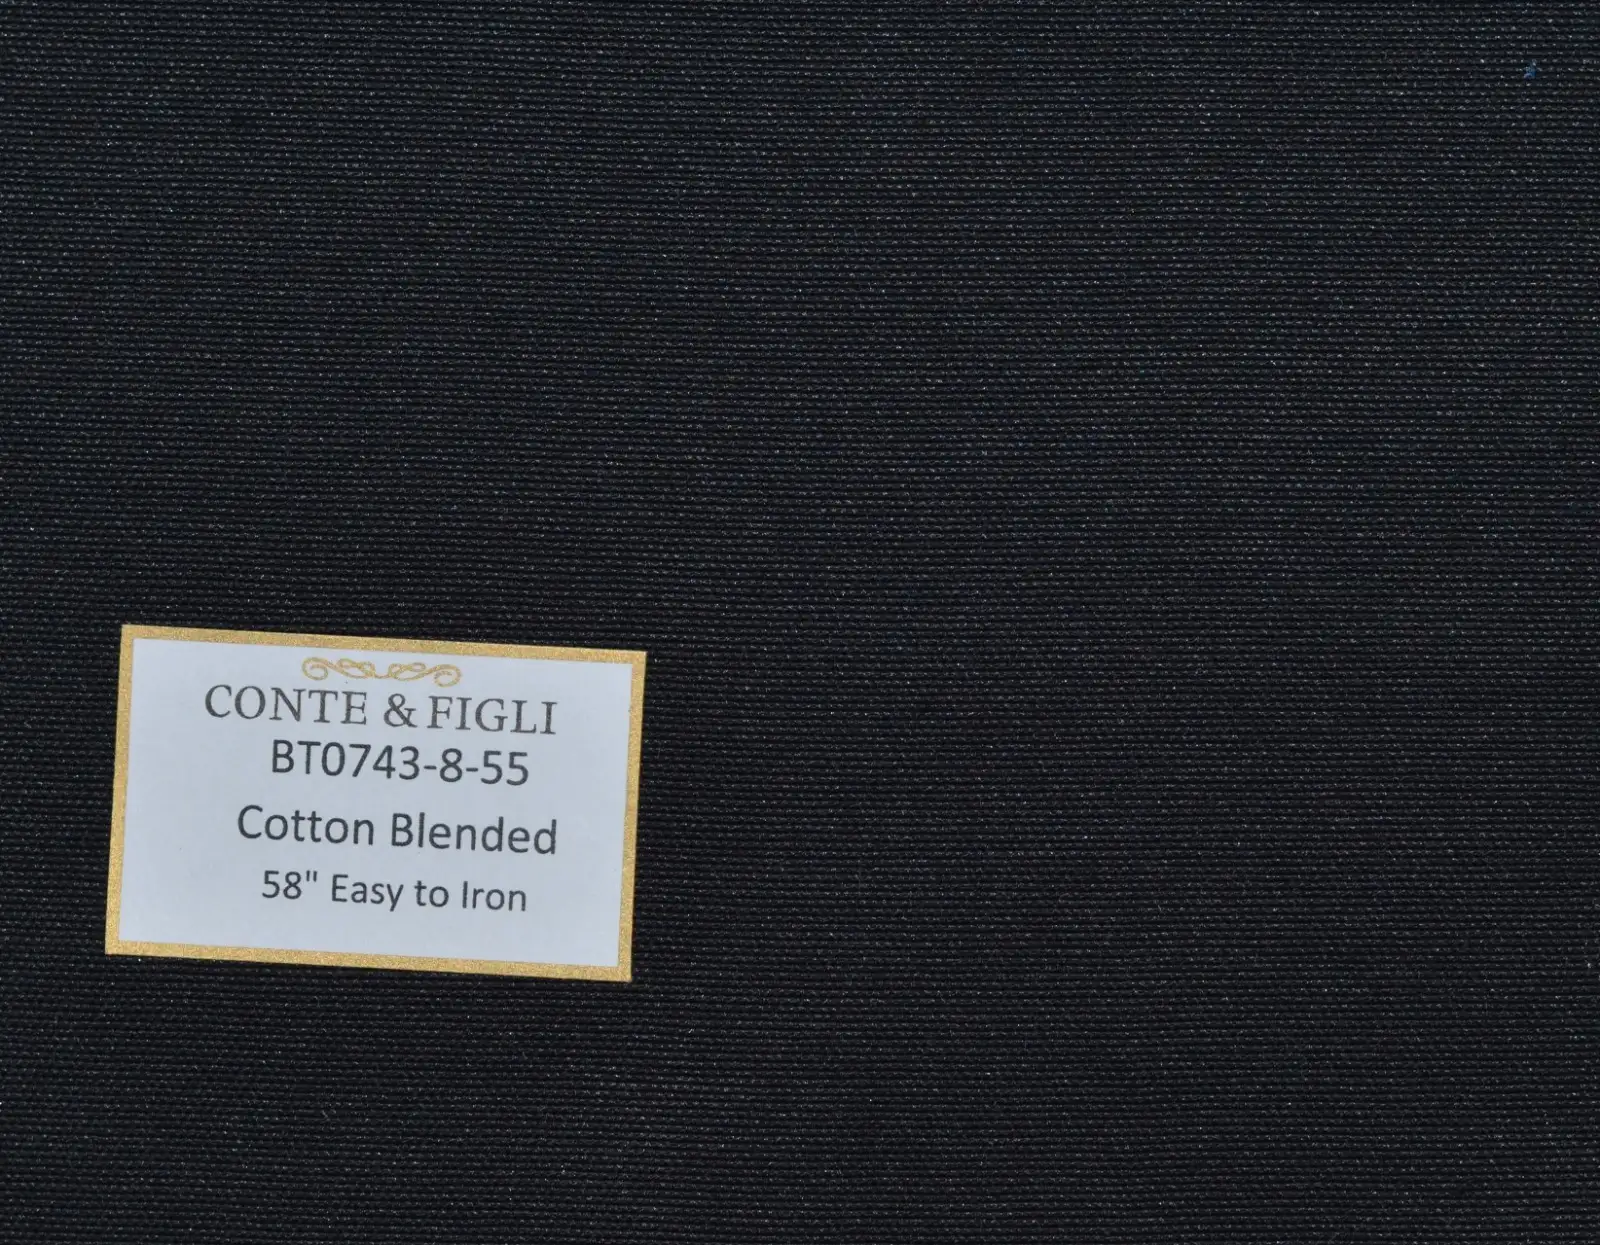 CONTE & FIGLI
BT0743-8-55
Cotton Blended
58" Easy to Iron